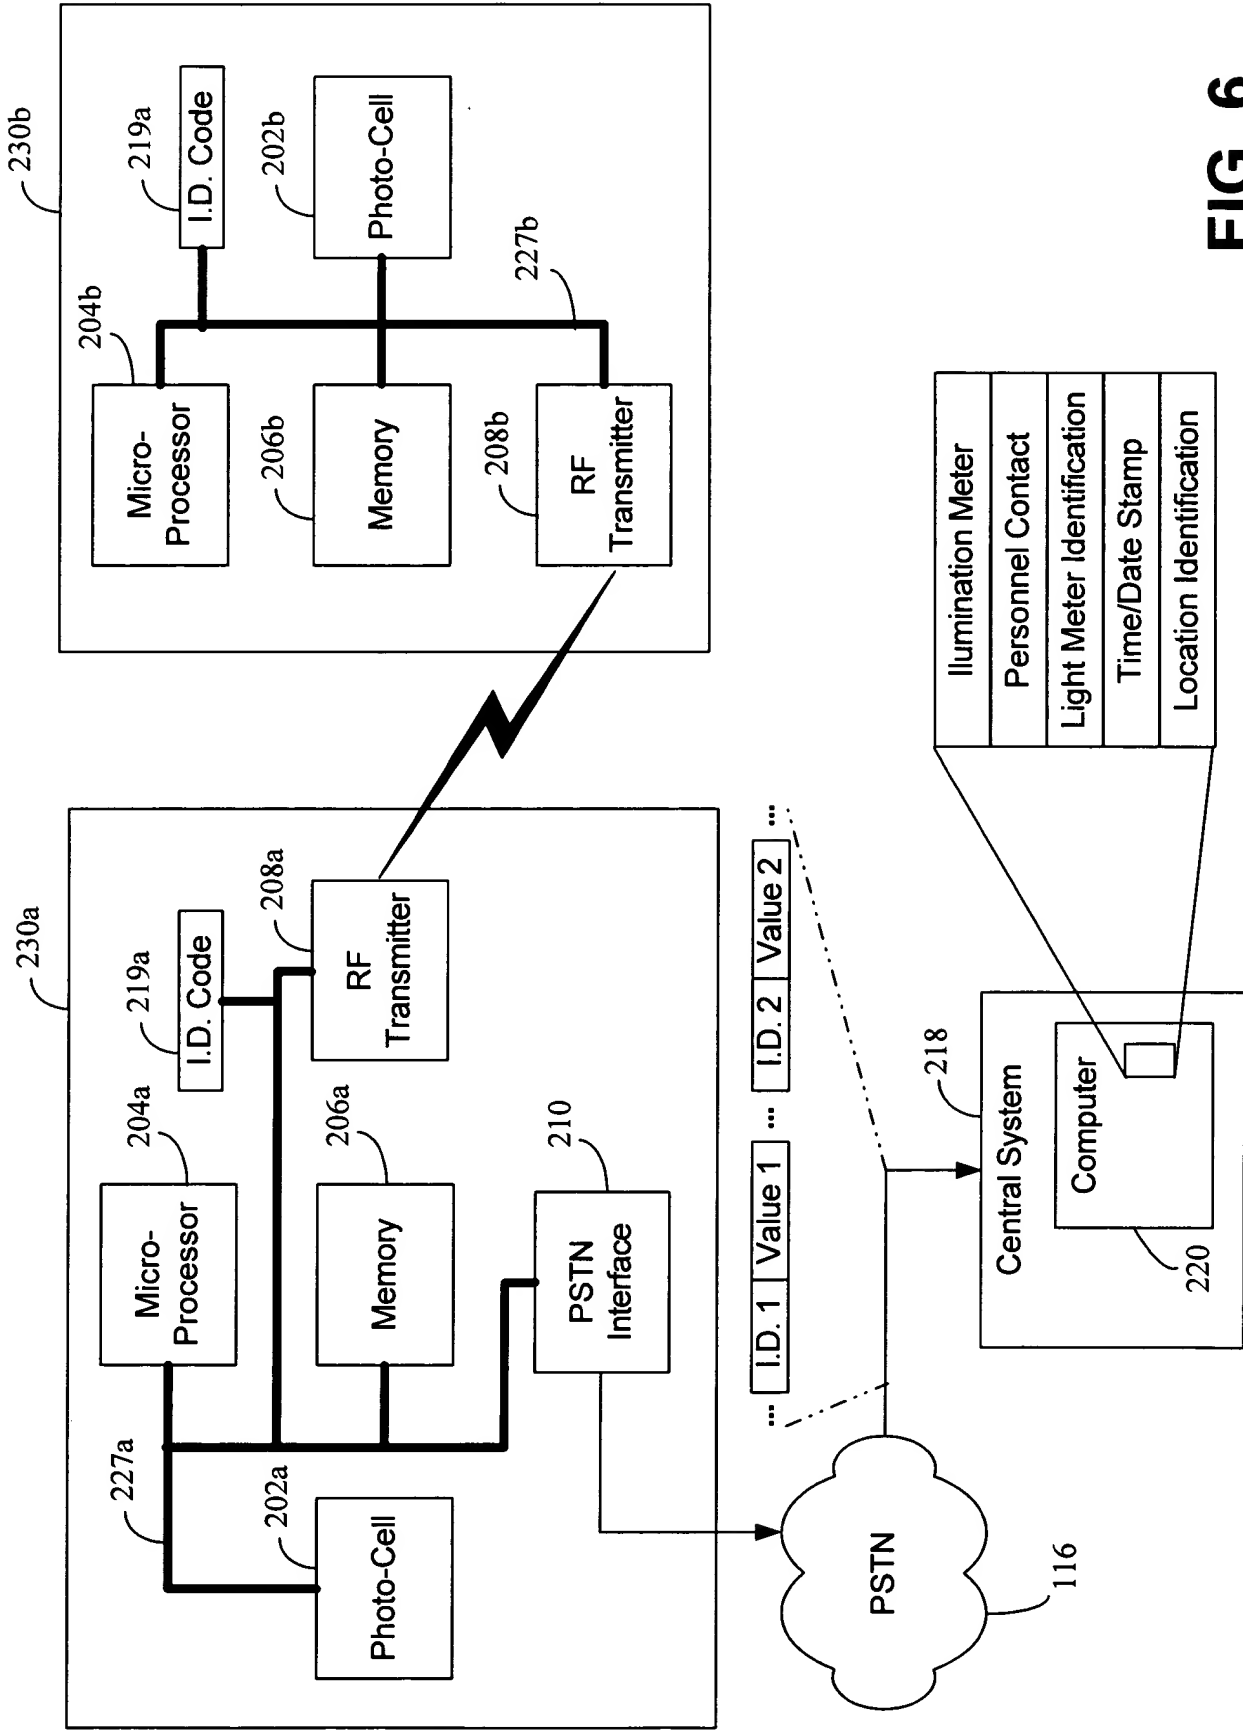 230a
227a
204a
Micro-
Processor
219a
I.D. Code
202a
Photo-Cell
206a
Memory
208a
RF
Transmitter
210
PSTN
Interface
230b
204b
Micro-
Processor
219a
I.D. Code
206b
Memory
202b
Photo-Cell
208b
RF
Transmitter
227b
... I.D. 1 Value 1 ... I.D. 2 Value 2 ...
PSTN
116
218
Central System
Computer
220
Ilumination Meter
Personnel Contact
Light Meter Identification
Time/Date Stamp
Location Identification
FIG. 6